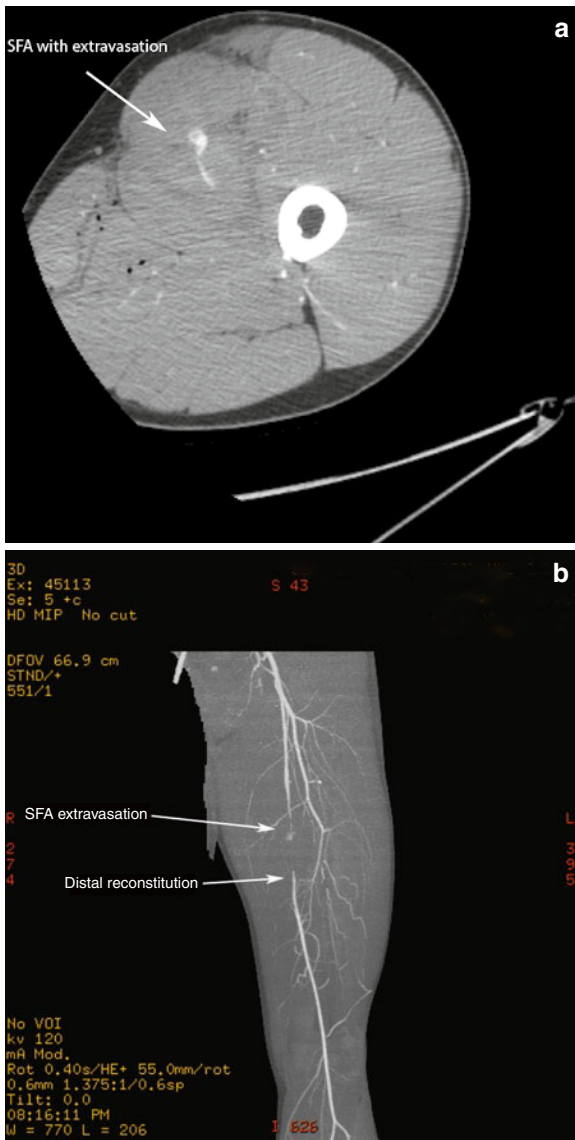 a
SFA with extravasation
b
3D
Ex: 45113
Se: 5 +c
HD MIP No cut
S 43
DFOV 66.9 cm
STND/+
551/1
SFA extravasation
R
2
7
4
L
3
9
5
Distal reconstitution
No VOI
kv 120
mA Mod.
Rot 0.40s/HE+ 55.0mm/rot
0.6mm 1.375:1/0.6sp
Tilt: 0.0
08:16:11 PM
W = 770 L = 206
I 626